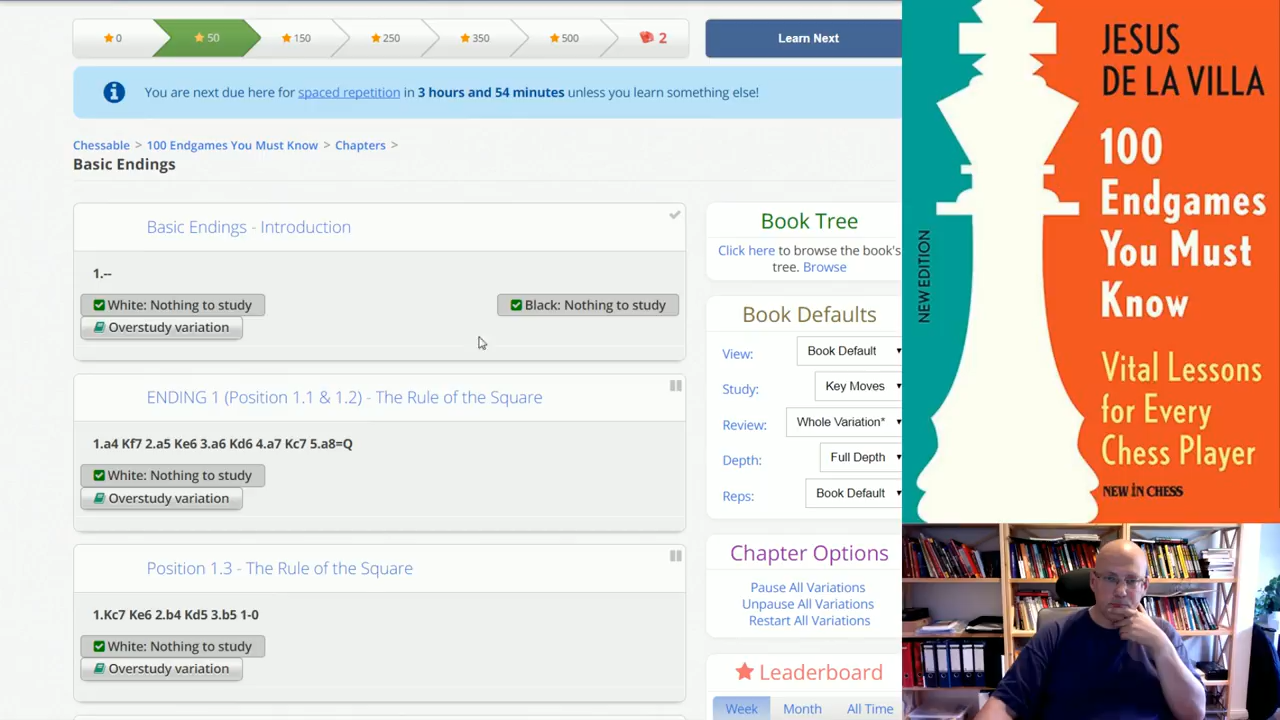 0
50
150
250
350
500
2
Learn Next
You are next due here for spaced repetition in 3 hours and 54 minutes unless you learn something else!
Chessable > 100 Endgames You Must Know > Chapters >
Basic Endings
Basic Endings - Introduction
1.--
White: Nothing to study
Black: Nothing to study
Overstudy variation
ENDING 1 (Position 1.1 & 1.2) - The Rule of the Square
1.a4 Kf7 2.a5 Ke6 3.a6 Kd6 4.a7 Kc7 5.a8=Q
White: Nothing to study
Overstudy variation
Position 1.3 - The Rule of the Square
1.Kc7 Ke6 2.b4 Kd5 3.b5 1-0
White: Nothing to study
Overstudy variation
Book Tree
Click here to browse the book's
tree. Browse
Book Defaults
View: Book Default
Study: Key Moves
Review: Whole Variation*
Depth: Full Depth
Reps: Book Default
Chapter Options
Pause All Variations
Unpause All Variations
Restart All Variations
Leaderboard
Week Month All Time
JESUS
DE LA VILLA
100
Endgames
You Must
Know
Vital Lessons
for Every
Chess Player
NEW IN CHESS
NEW EDITION